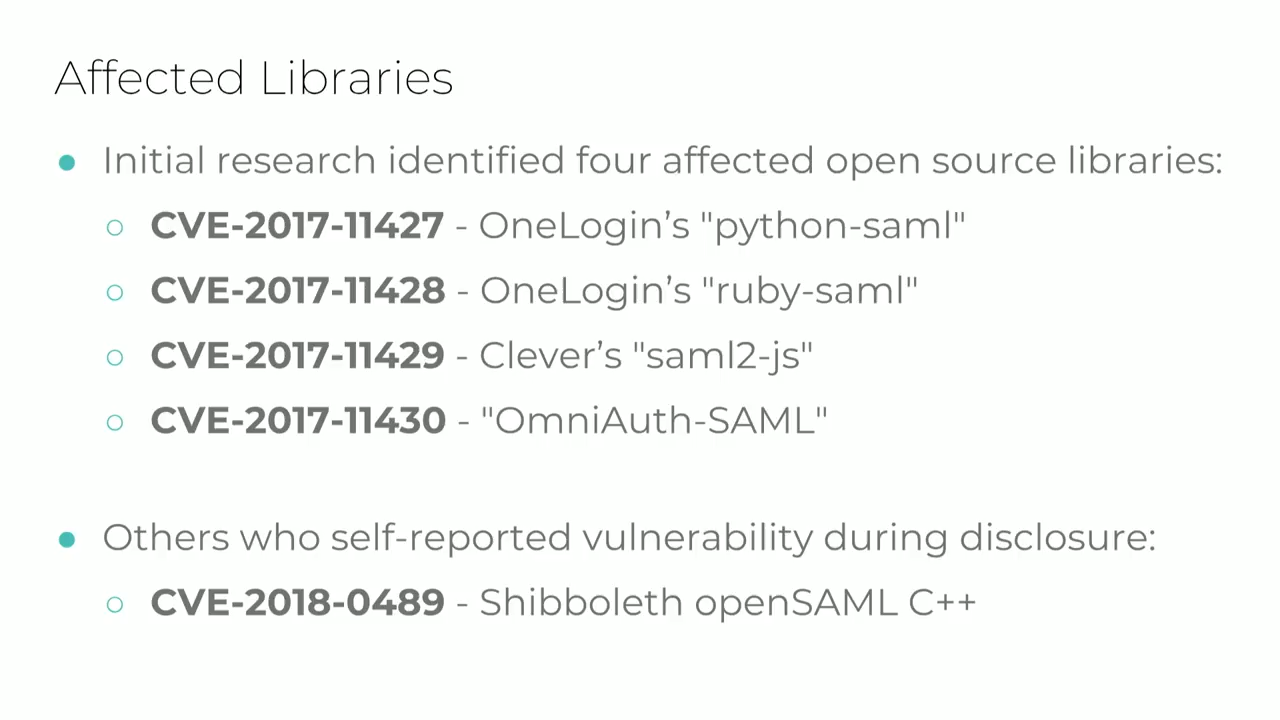 Affected Libraries
● Initial research identified four affected open source libraries:
○ CVE-2017-11427 - OneLogin’s "python-saml"
○ CVE-2017-11428 - OneLogin’s "ruby-saml"
○ CVE-2017-11429 - Clever’s "saml2-js"
○ CVE-2017-11430 - "OmniAuth-SAML"
● Others who self-reported vulnerability during disclosure:
○ CVE-2018-0489 - Shibboleth openSAML C++